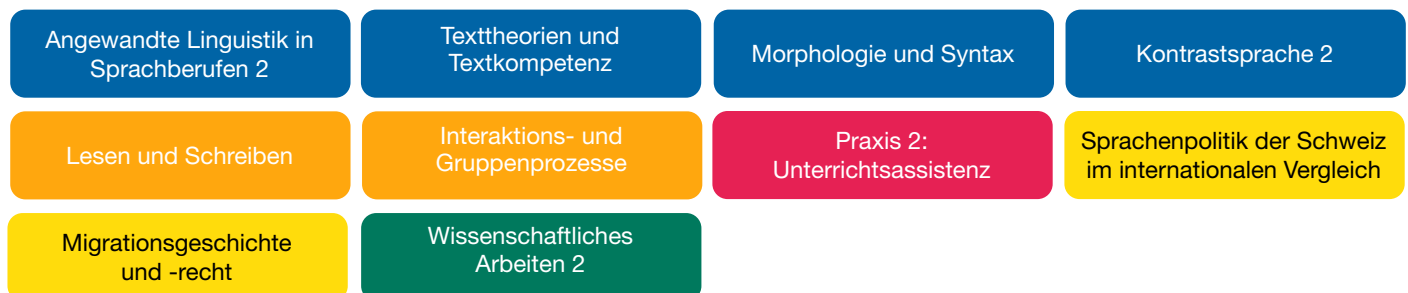 Angewandte Linguistik in
Sprachberufen 2
Texttheorien und
Textkompetenz
Morphologie und Syntax
Kontrastsprache 2
Lesen und Schreiben
Interaktions- und
Gruppenprozesse
Praxis 2:
Unterrichtsassistenz
Sprachenpolitik der Schweiz
im internationalen Vergleich
Migrationsgeschichte
und -recht
Wissenschaftliches
Arbeiten 2